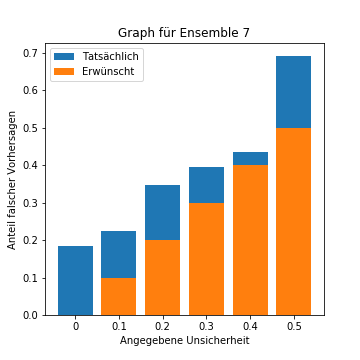 Graph für Ensemble 7
Tatsächlich
Erwünscht
Anteil falscher Vorhersagen
0.7
0.6
0.5
0.4
0.3
0.2
0.1
0.0
0 0.1 0.2 0.3 0.4 0.5
Angegebene Unsicherheit